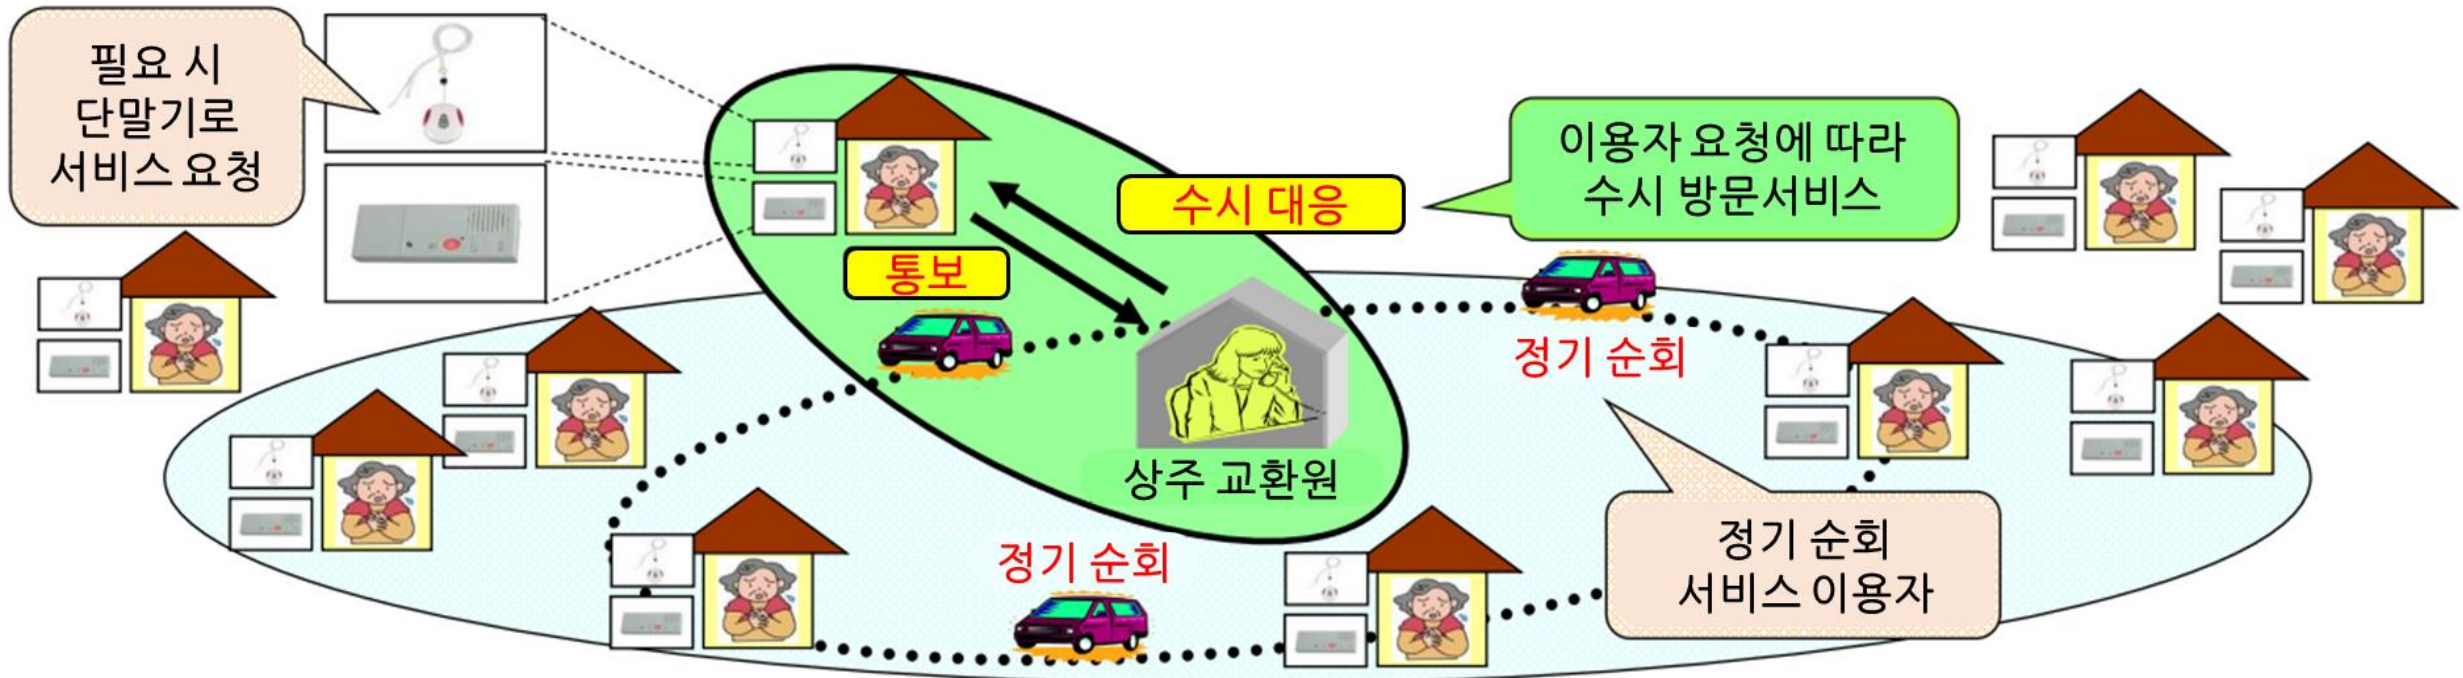 필요 시
단말기로
서비스 요청
이용자 요청에 따라
수시 방문서비스
수시 대응
통보
정기 순회
상주 교환원
정기 순회
정기 순회
서비스 이용자